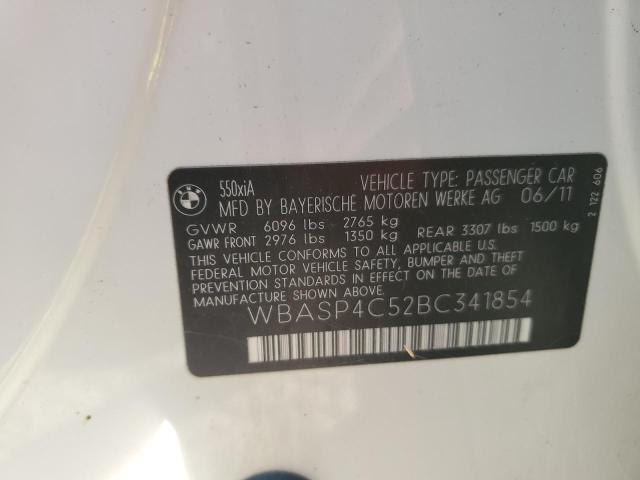 BMW
550xiA
VEHICLE TYPE: PASSENGER CAR
MFD BY BAYERISCHE MOTOREN WERKE AG 06/11
GVWR 6096 lbs 2765 kg
GAWR FRONT 2976 lbs 1350 kg REAR 3307 lbs 1500 kg
THIS VEHICLE CONFORMS TO ALL APPLICABLE U.S.
FEDERAL MOTOR VEHICLE SAFETY, BUMPER AND THEFT
PREVENTION STANDARDS IN EFFECT ON THE DATE OF
MANUFACTURE SHOWN ABOVE.
WBASP4C52BC341854
2 122 606